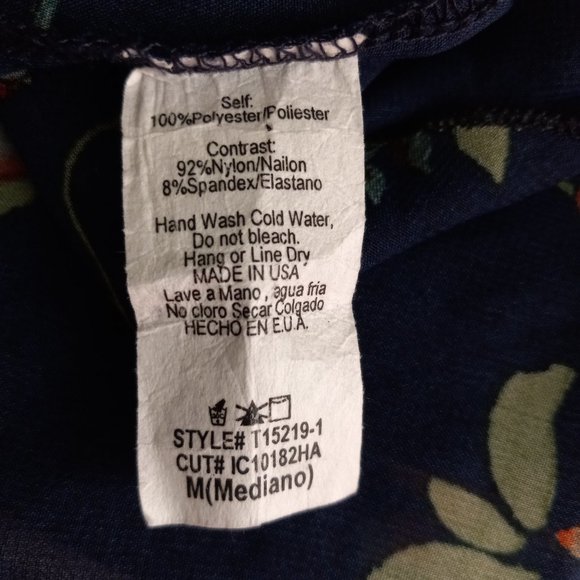 Self:
100%Polyester/Poliester
Contrast:
92%Nylon/Nailon
8%Spandex/Elastano
Hand Wash Cold Water,
Do not bleach.
Hang or Line Dry
MADE IN USA
Lave a Mano , agua fria
No cloro Secar Colgado
HECHO EN E.U.A.
STYLE# T15219-1
CUT# IC10182HA
M(Mediano)